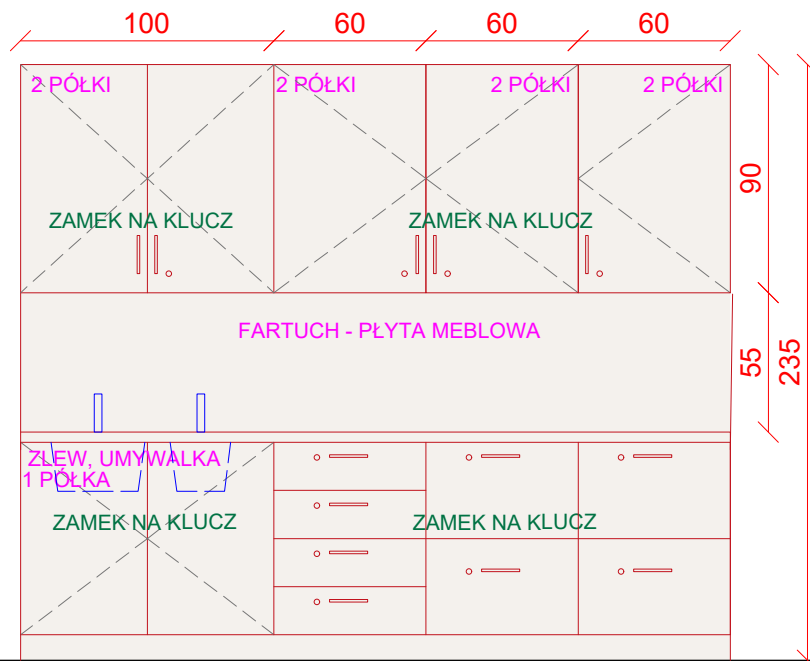 100 60 60 60
2 PÓŁKI 2 PÓŁKI 2 PÓŁKI 2 PÓŁKI
90
ZAMEK NA KLUCZ ZAMEK NA KLUCZ
FARTUCH - PŁYTA MEBLOWA
55
235
ZLEW, UMYWALKA
1 PÓŁKA
ZAMEK NA KLUCZ ZAMEK NA KLUCZ